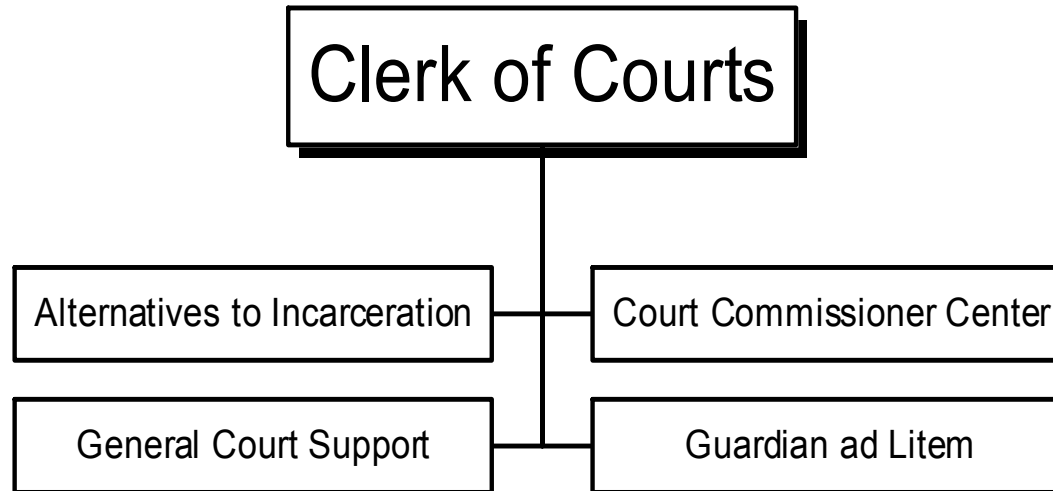 Clerk of Courts
Alternatives to Incarceration
Court Commissioner Center
General Court Support
Guardian ad Litem